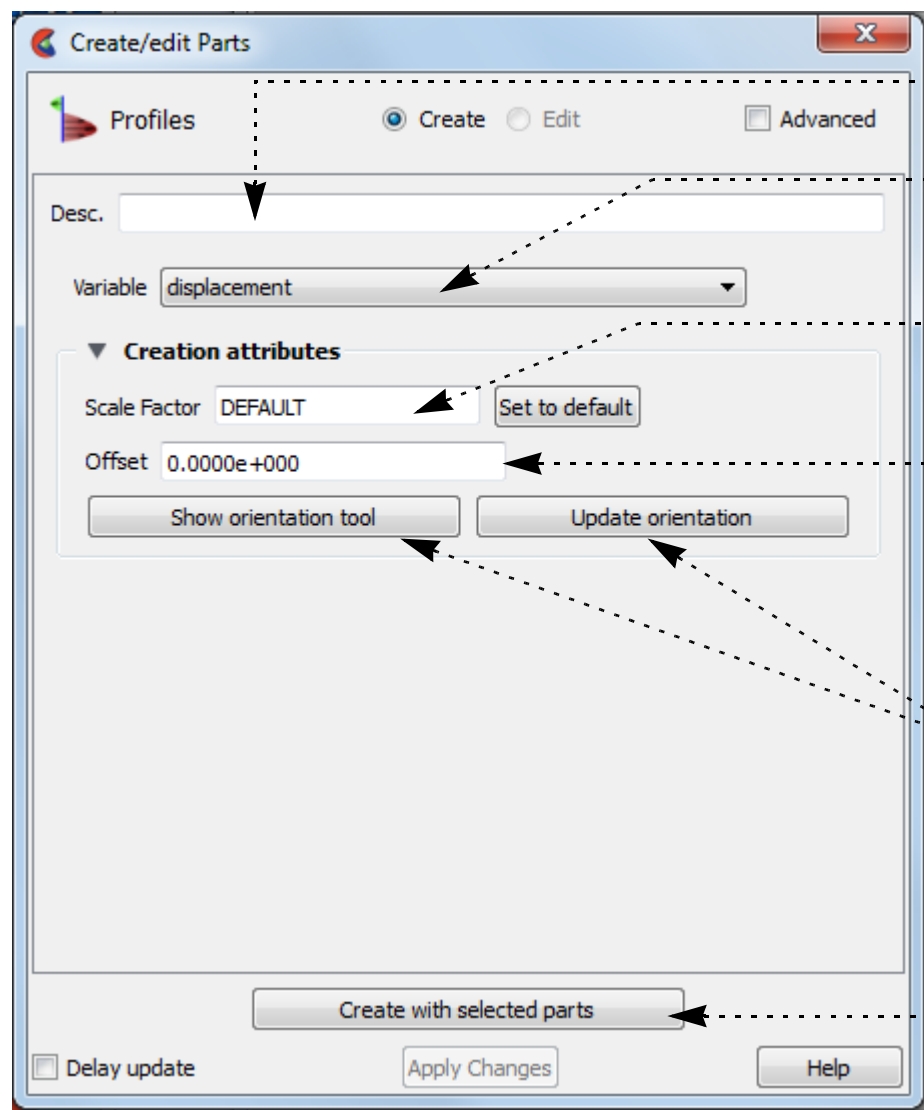 Create/edit Parts
Profiles Create Edit Advanced
Desc.
Variable displacement
Creation attributes
Scale Factor DEFAULT Set to default
Offset 0.0000e+000
Show orientation tool Update orientation
Create with selected parts
Delay update Apply Changes Help